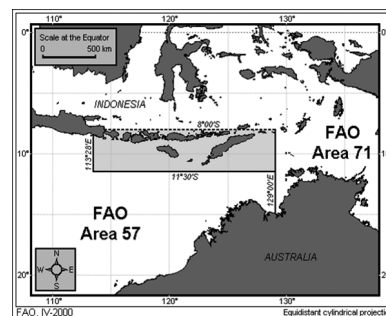 110° 120° 130°
0°
Scale at the Equator
0 500 km
INDONESIA
8°00'S
FAO
Area 71
10°
113°28'E
11°30'S
129°00'E
FAO
Area 57
N
W E
S
AUSTRALIA
20°
110° 120° 130°
FAO, IV-2000 Equidistant cylindrical projectio